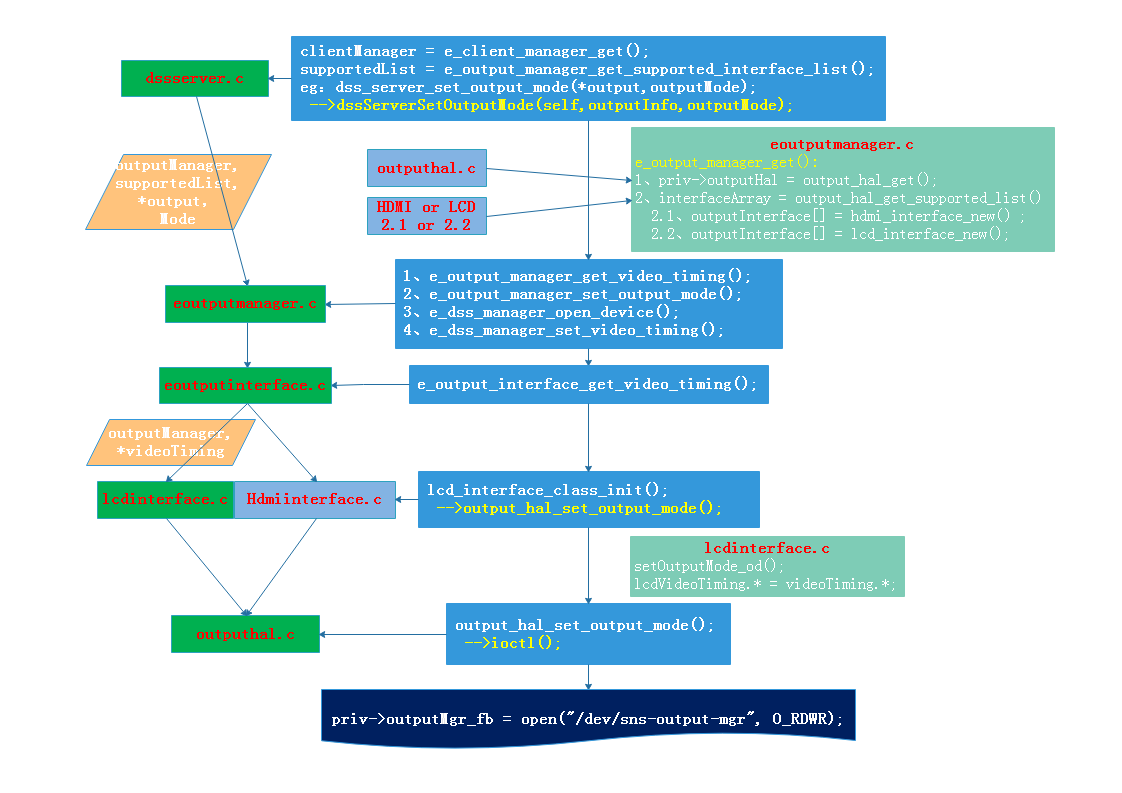 clientManager = e_client_manager_get();
supportedList = e_output_manager_get_supported_interface_list();
eg: dss_server_set_output_mode(*output,outputMode);
-->dssServerSetOutputMode(self,outputInfo,outputMode);
dssserver.c
outputManager,
supportedList,
*output,
Mode
outputhal.c
HDMI or LCD
2.1 or 2.2
eoutputmanager.c
e_output_manager_get():
1、priv->outputHal = output_hal_get();
2、interfaceArray = output_hal_get_supported_list()
2.1、outputInterface[] = hdmi_interface_new() ;
2.2、outputInterface[] = lcd_interface_new();
eoutputmanager.c
1、e_output_manager_get_video_timing();
2、e_output_manager_set_output_mode();
3、e_dss_manager_open_device();
4、e_dss_manager_set_video_timing();
eoutputinterface.c
e_output_interface_get_video_timing();
outputManager,
*videoTiming
lcdinterface.c
Hdmiinterface.c
lcd_interface_class_init();
-->output_hal_set_output_mode();
lcdinterface.c
setOutputMode_od();
lcdVideoTiming.* = videoTiming.*;
outputhal.c
output_hal_set_output_mode();
-->ioctl();
priv->outputMgr_fb = open("/dev/sns-output-mgr", O_RDWR);